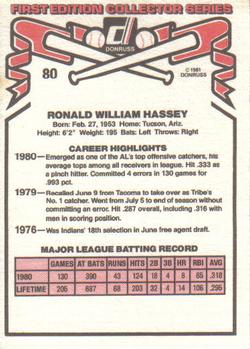 FIRST EDITION COLLECTOR SERIES
DONRUSS
80
© 1981
DONRUSS
RONALD WILLIAM HASSEY
Born: Feb. 27, 1953 Home: Tucson, Ariz.
Height: 6'2" Weight: 195 Bats: Left Throws: Right
CAREER HIGHLIGHTS
1980—Emerged as one of the AL's top offensive catchers, his
average tops among all receivers in league. Hit .333 as
a pinch hitter. Committed 4 errors in 130 games for
.993 pct.
1979—Recalled June 9 from Tacoma to take over as Tribe's
No. 1 catcher. Went from July 5 to end of season without
committing an error. Hit .287 overall, including .316 with
men in scoring position.
1976—Was Indians' 18th selection in June free agent draft.
MAJOR LEAGUE BATTING RECORD
GAMES AT BATS RUNS HITS 2B 3B HR RBI AVG
1980 130 390 43 124 18 4 8 65 .318
LIFETIME 206 687 68 203 32 4 14 106 .296